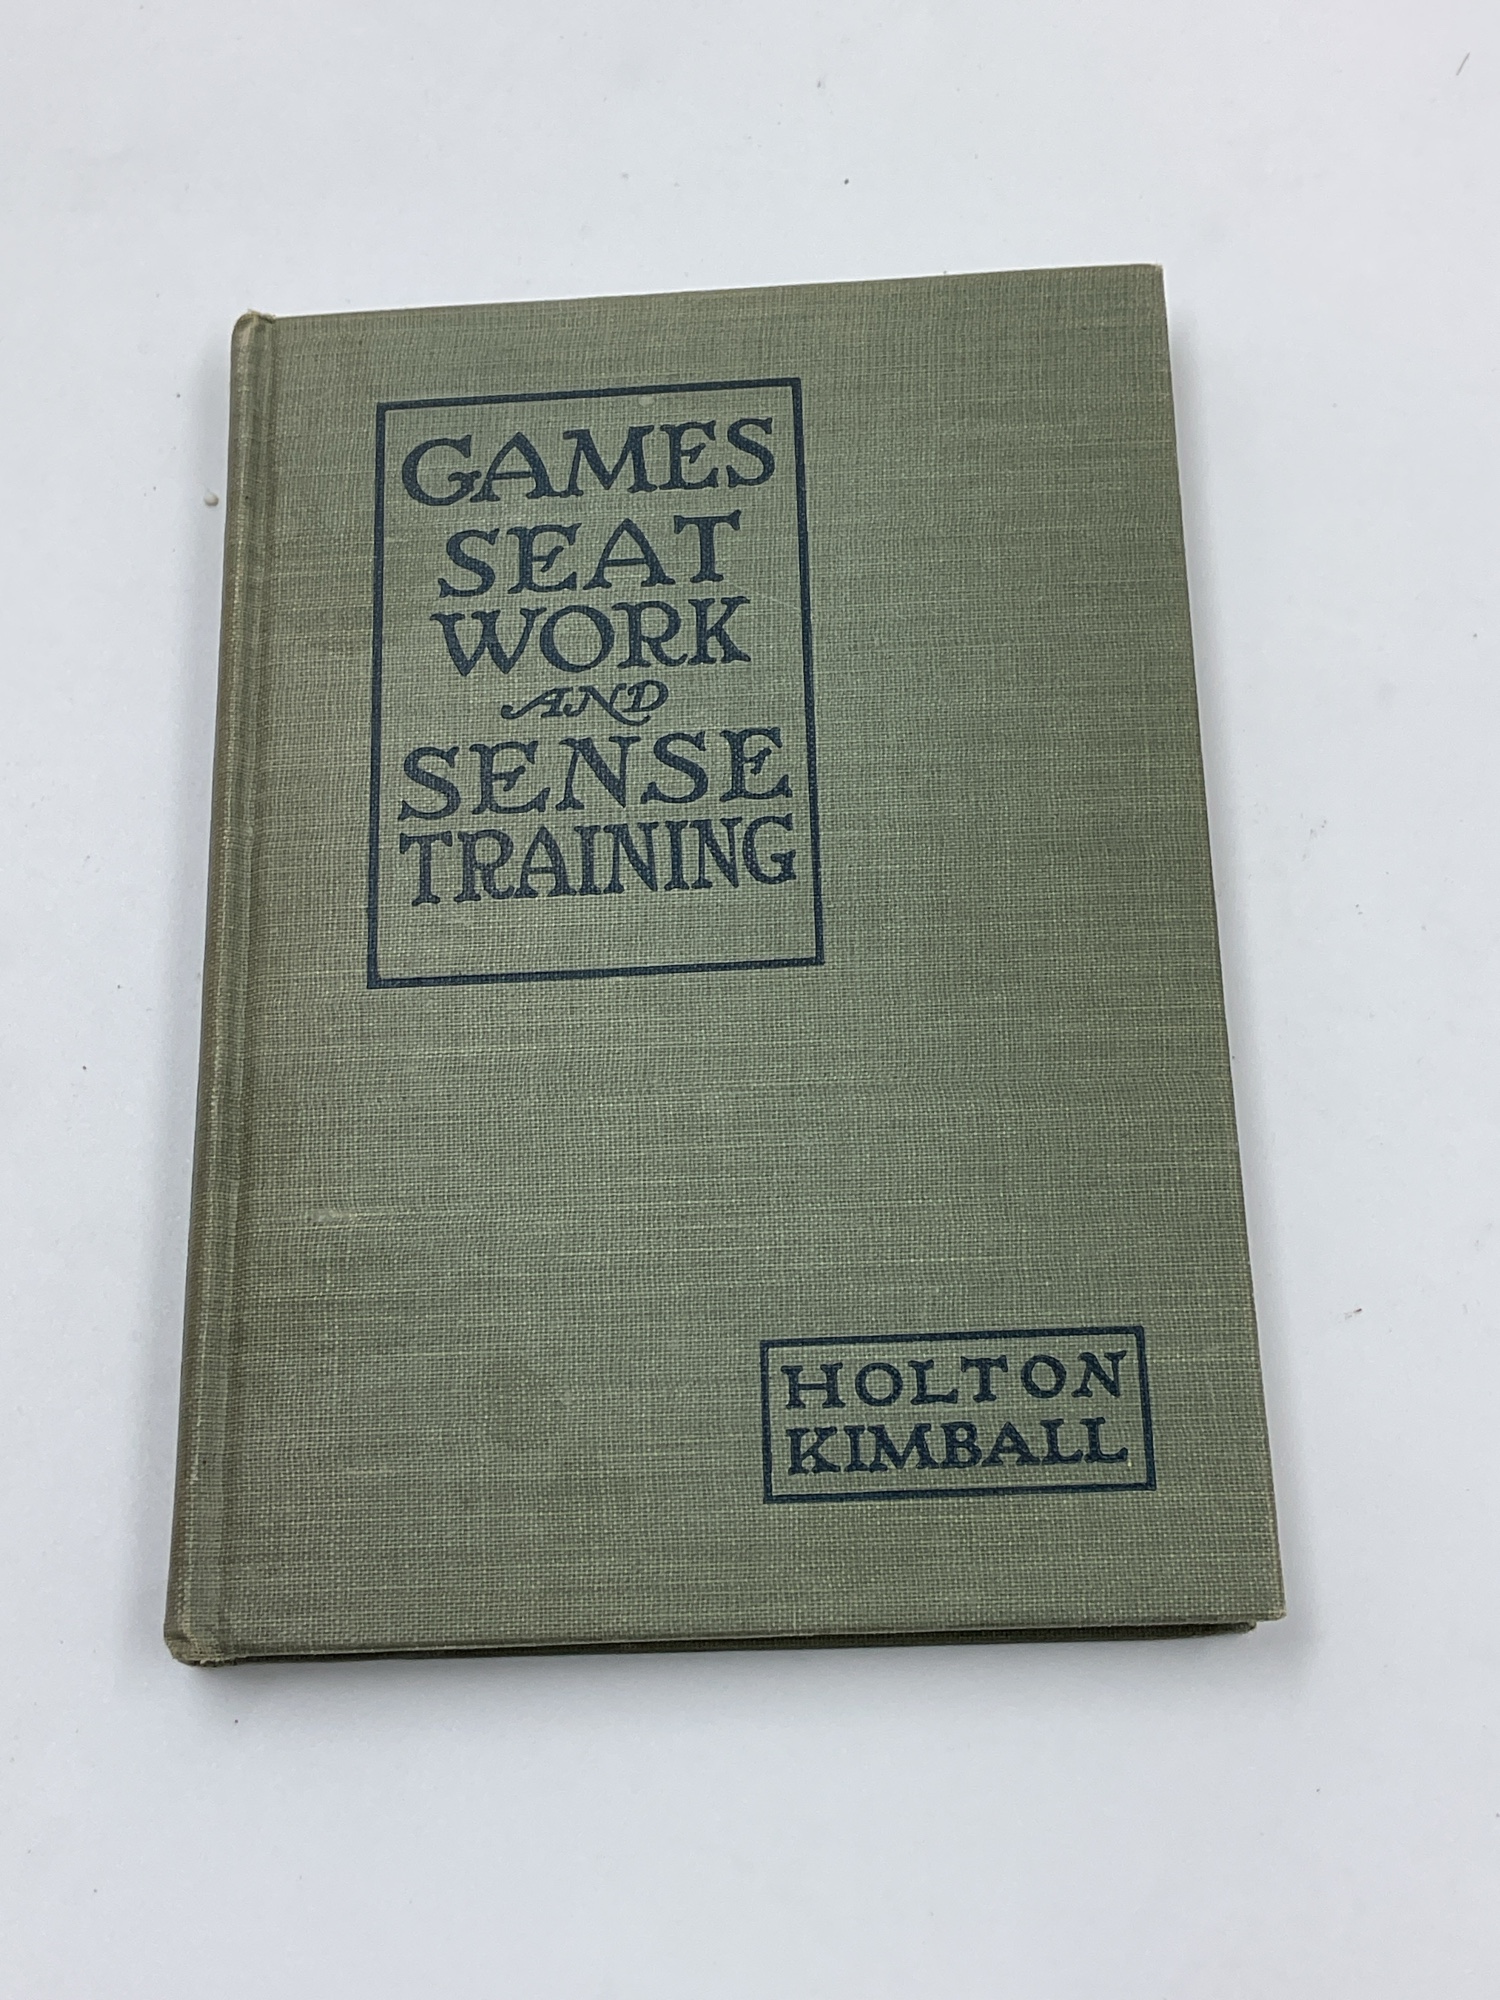 GAMES
SEAT
WORK
AND
SENSE
TRAINING
HOLTON
KIMBALL